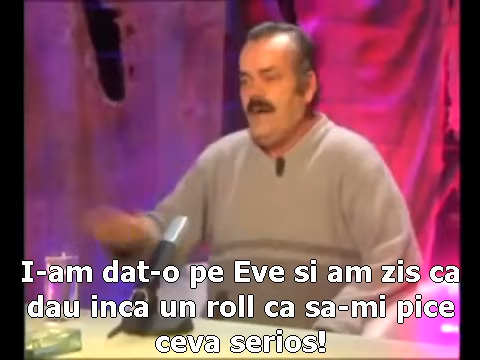 I-am dat-o pe Eve si am zis ca
dau inca un roll ca sa-mi pice
ceva serios!